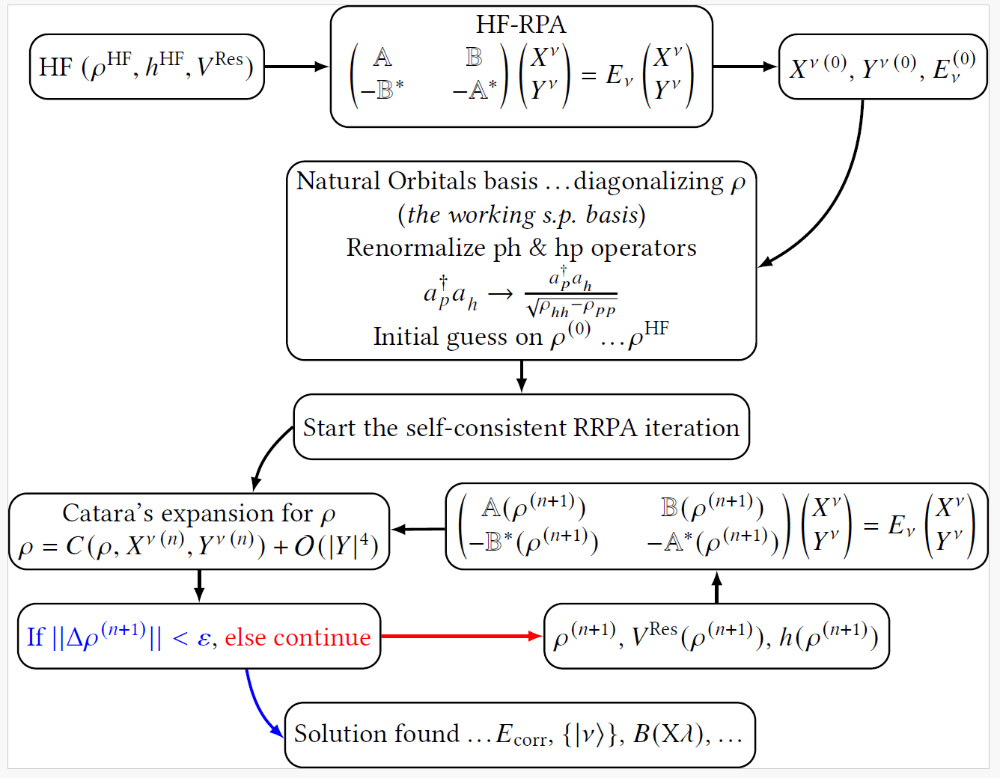 HF (ρ^HF, h^HF, V^Res)
HF-RPA
( 𝔸 𝔹 ) ( X^ν ) = E_ν ( X^ν )
( −𝔹* −𝔸* ) ( Y^ν ) ( Y^ν )
X^ν (0), Y^ν (0), E_ν^(0)
Natural Orbitals basis …diagonalizing ρ
(the working s.p. basis)
Renormalize ph & hp operators
a_p^† a_h → a_p^† a_h / √(ρ_hh−ρ_pp)
Initial guess on ρ^(0) …ρ^HF
Start the self-consistent RRPA iteration
Catara's expansion for ρ
ρ = C(ρ, X^ν (n), Y^ν (n)) + O(|Y|^4)
( 𝔸(ρ^(n+1)) 𝔹(ρ^(n+1)) ) ( X^ν ) = E_ν ( X^ν )
( −𝔹*(ρ^(n+1)) −𝔸*(ρ^(n+1)) ) ( Y^ν ) ( Y^ν )
If ||Δρ^(n+1)|| < ε, else continue
ρ^(n+1), V^Res(ρ^(n+1)), h(ρ^(n+1))
Solution found …E_corr, {|ν⟩}, B(Xλ), …